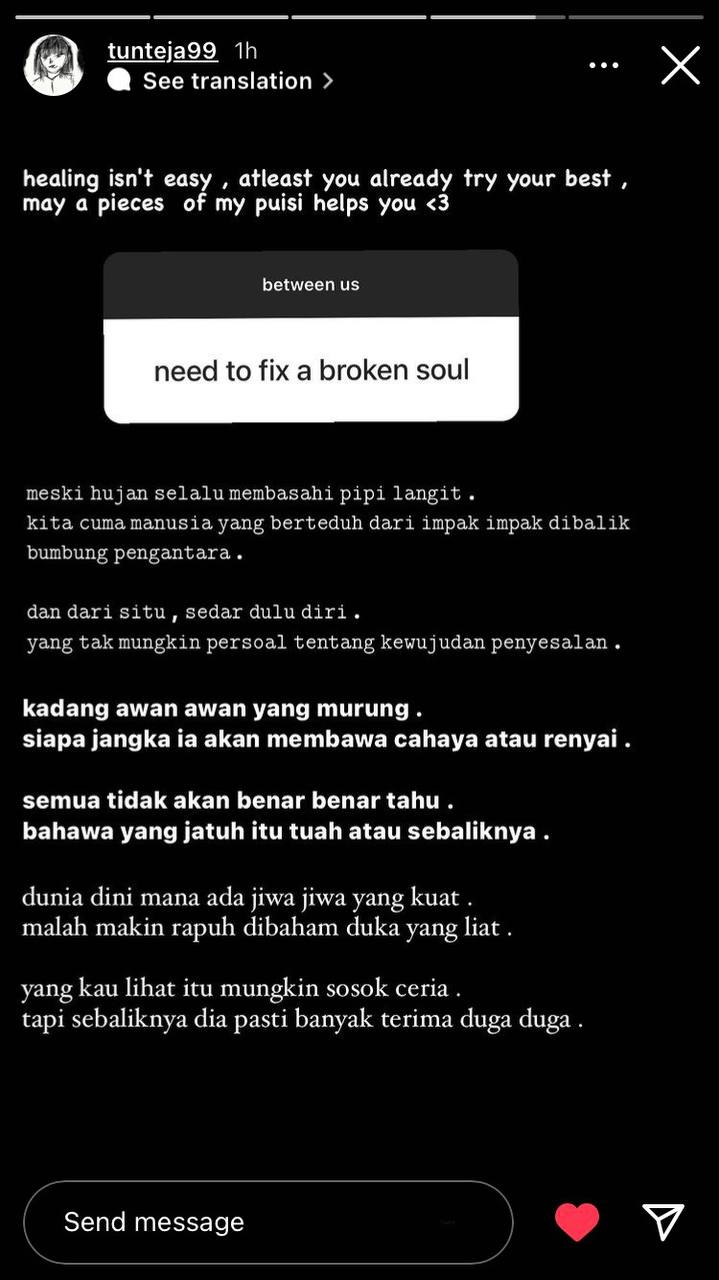 tunteja99 1h
See translation >
healing isn't easy , atleast you already try your best ,
may a pieces of my puisi helps you <3
between us
need to fix a broken soul
meski hujan selalu membasahi pipi langit .
kita cuma manusia yang berteduh dari impak impak dibalik
bumbung pengantara .
dan dari situ , sedar dulu diri .
yang tak mungkin persoal tentang kewujudan penyesalan .
kadang awan awan yang murung .
siapa jangka ia akan membawa cahaya atau renyai .
semua tidak akan benar benar tahu .
bahawa yang jatuh itu tuah atau sebaliknya .
dunia dini mana ada jiwa jiwa yang kuat .
malah makin rapuh dibaham duka yang liat .
yang kau lihat itu mungkin sosok ceria .
tapi sebaliknya dia pasti banyak terima duga duga .
Send message